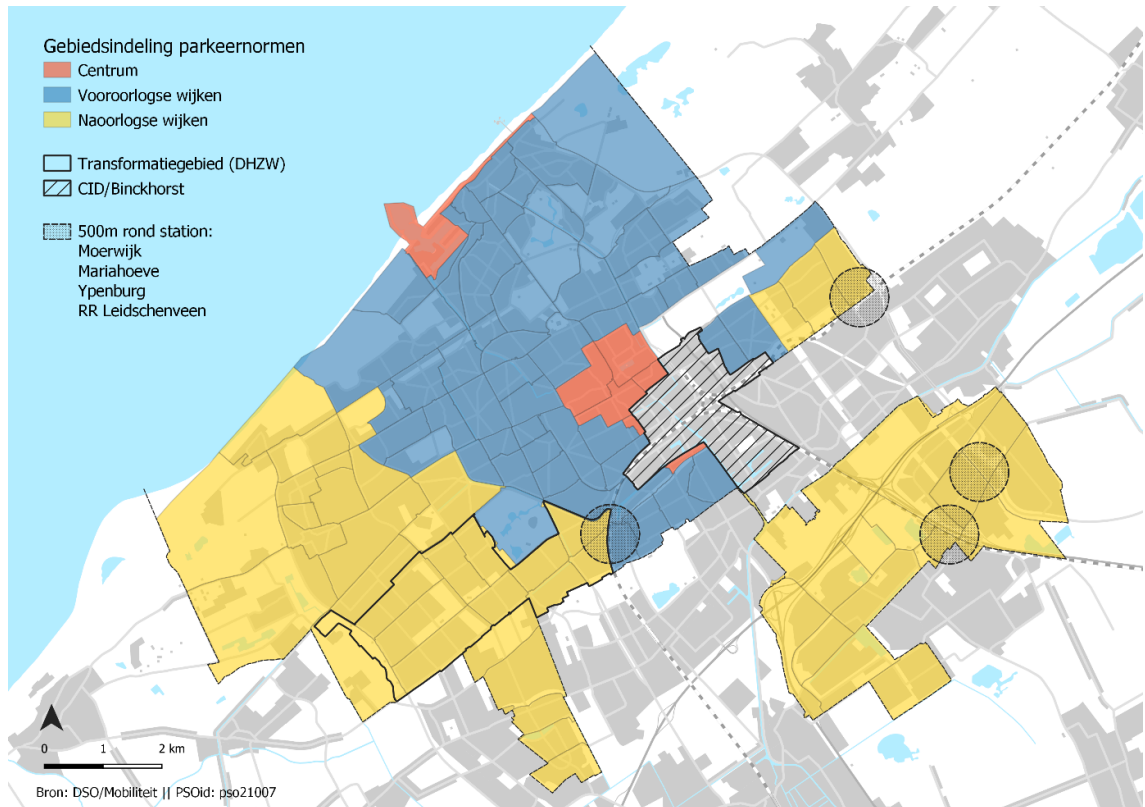 Gebiedsindeling parkeernormen
Centrum
Vooroorlogse wijken
Naoorlogse wijken
Transformatiegebied (DHZW)
CID/Binckhorst
500m rond station:
Moerwijk
Mariahoeve
Ypenburg
RR Leidschenveen
0 1 2 km
Bron: DSO/Mobiliteit || PSOid: pso21007